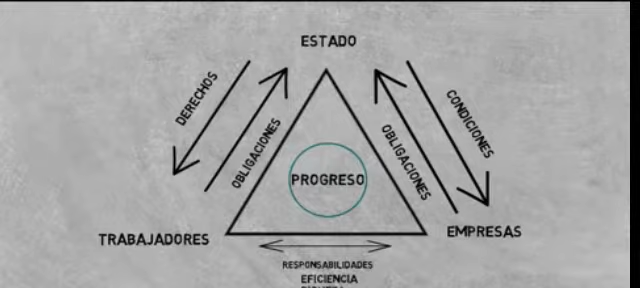 ESTADO
DERECHOS
OBLIGACIONES
OBLIGACIONES
CONDICIONES
PROGRESO
TRABAJADORES
EMPRESAS
RESPONSABILIDADES
EFICIENCIA